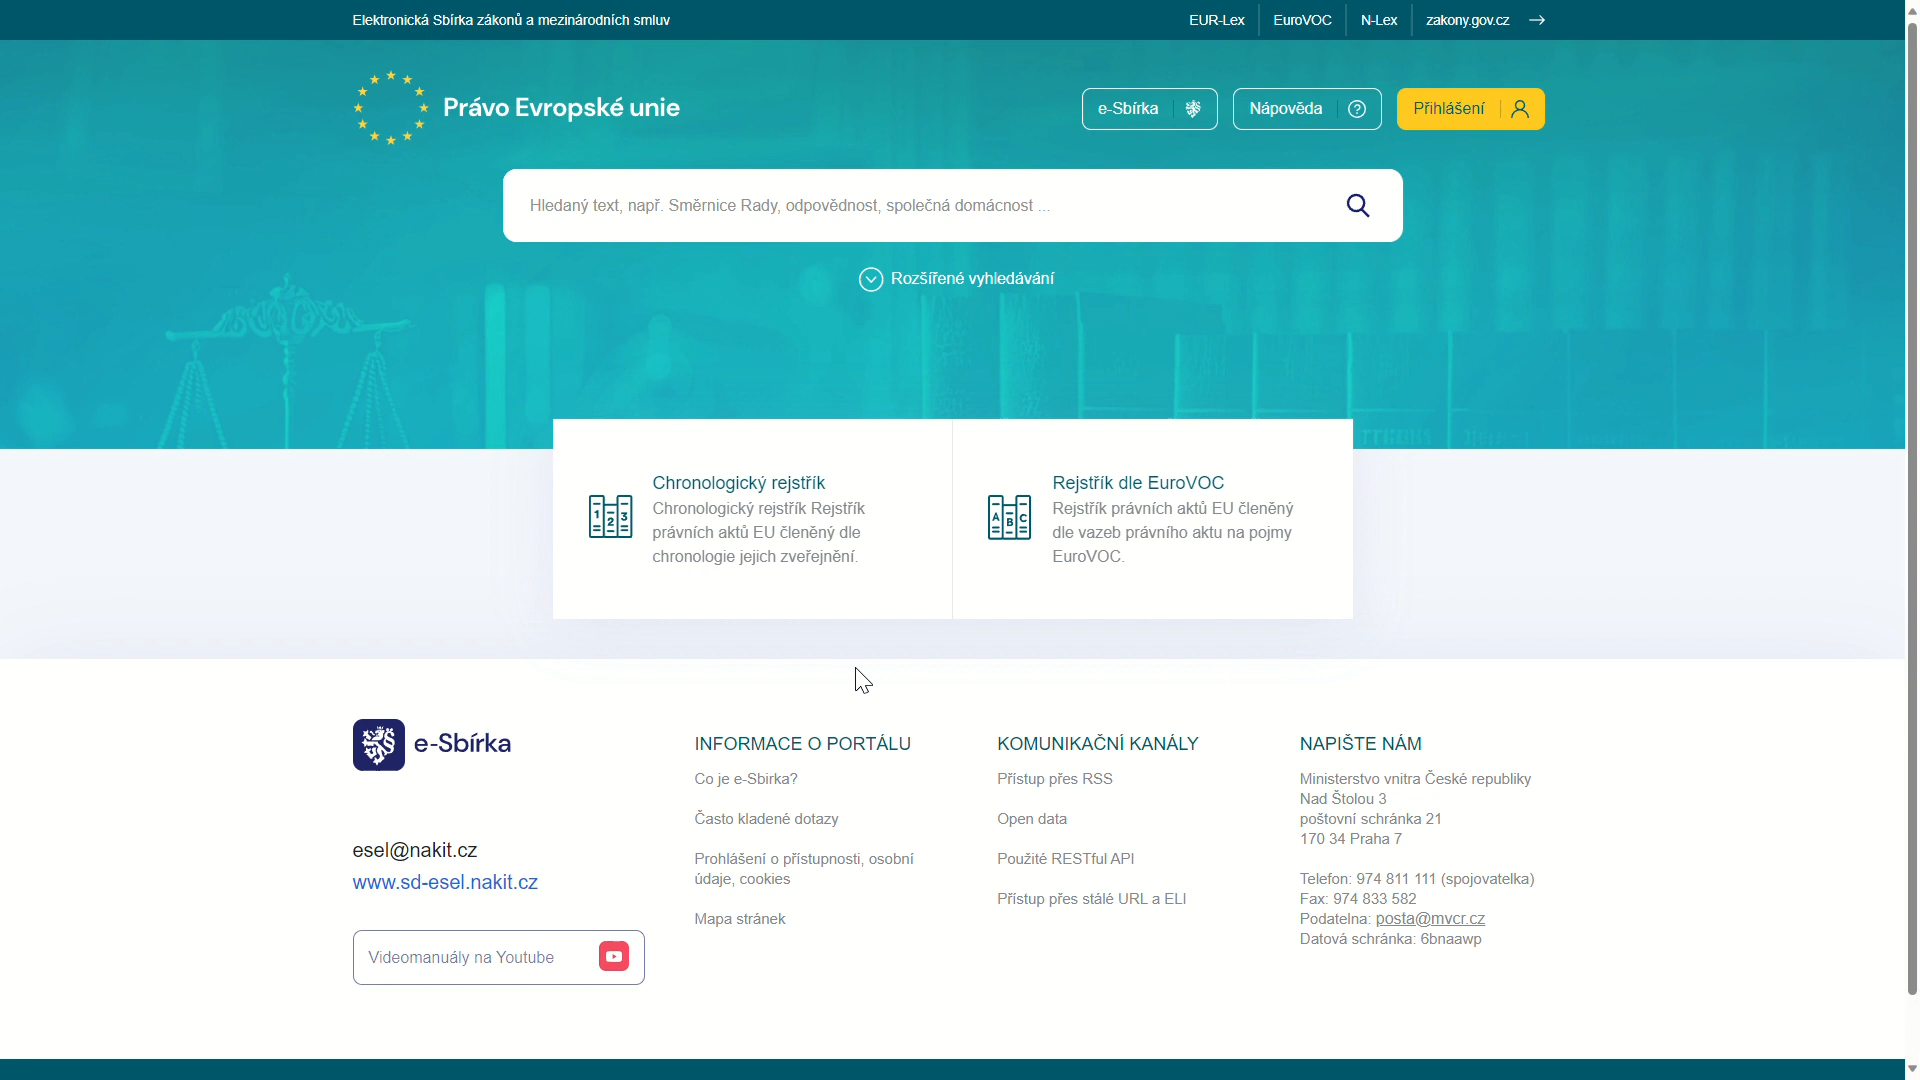 Elektronická Sbírka zákonů a mezinárodních smluv
EUR-Lex
EuroVOC
N-Lex
zakony.gov.cz
Právo Evropské unie
e-Sbírka
Nápověda
Přihlášení
Hledaný text, např. Směrnice Rady, odpovědnost, společná domácnost ...
Rozšířené vyhledávání
Chronologický rejstřík
Chronologický rejstřík Rejstřík
právních aktů EU členěný dle
chronologie jejich zveřejnění.
Rejstřík dle EuroVOC
Rejstřík právních aktů EU členěný
dle vazeb právního aktu na pojmy
EuroVOC.
e-Sbírka
esel@nakit.cz
www.sd-esel.nakit.cz
Videomanuály na Youtube
INFORMACE O PORTÁLU
Co je e-Sbirka?
Často kladené dotazy
Prohlášení o přístupnosti, osobní
údaje, cookies
Mapa stránek
KOMUNIKAČNÍ KANÁLY
Přístup přes RSS
Open data
Použité RESTful API
Přístup přes stálé URL a ELI
NAPIŠTE NÁM
Ministerstvo vnitra České republiky
Nad Štolou 3
poštovní schránka 21
170 34 Praha 7
Telefon: 974 811 111 (spojovatelka)
Fax: 974 833 582
Podatelna: posta@mvcr.cz
Datová schránka: 6bnaawp